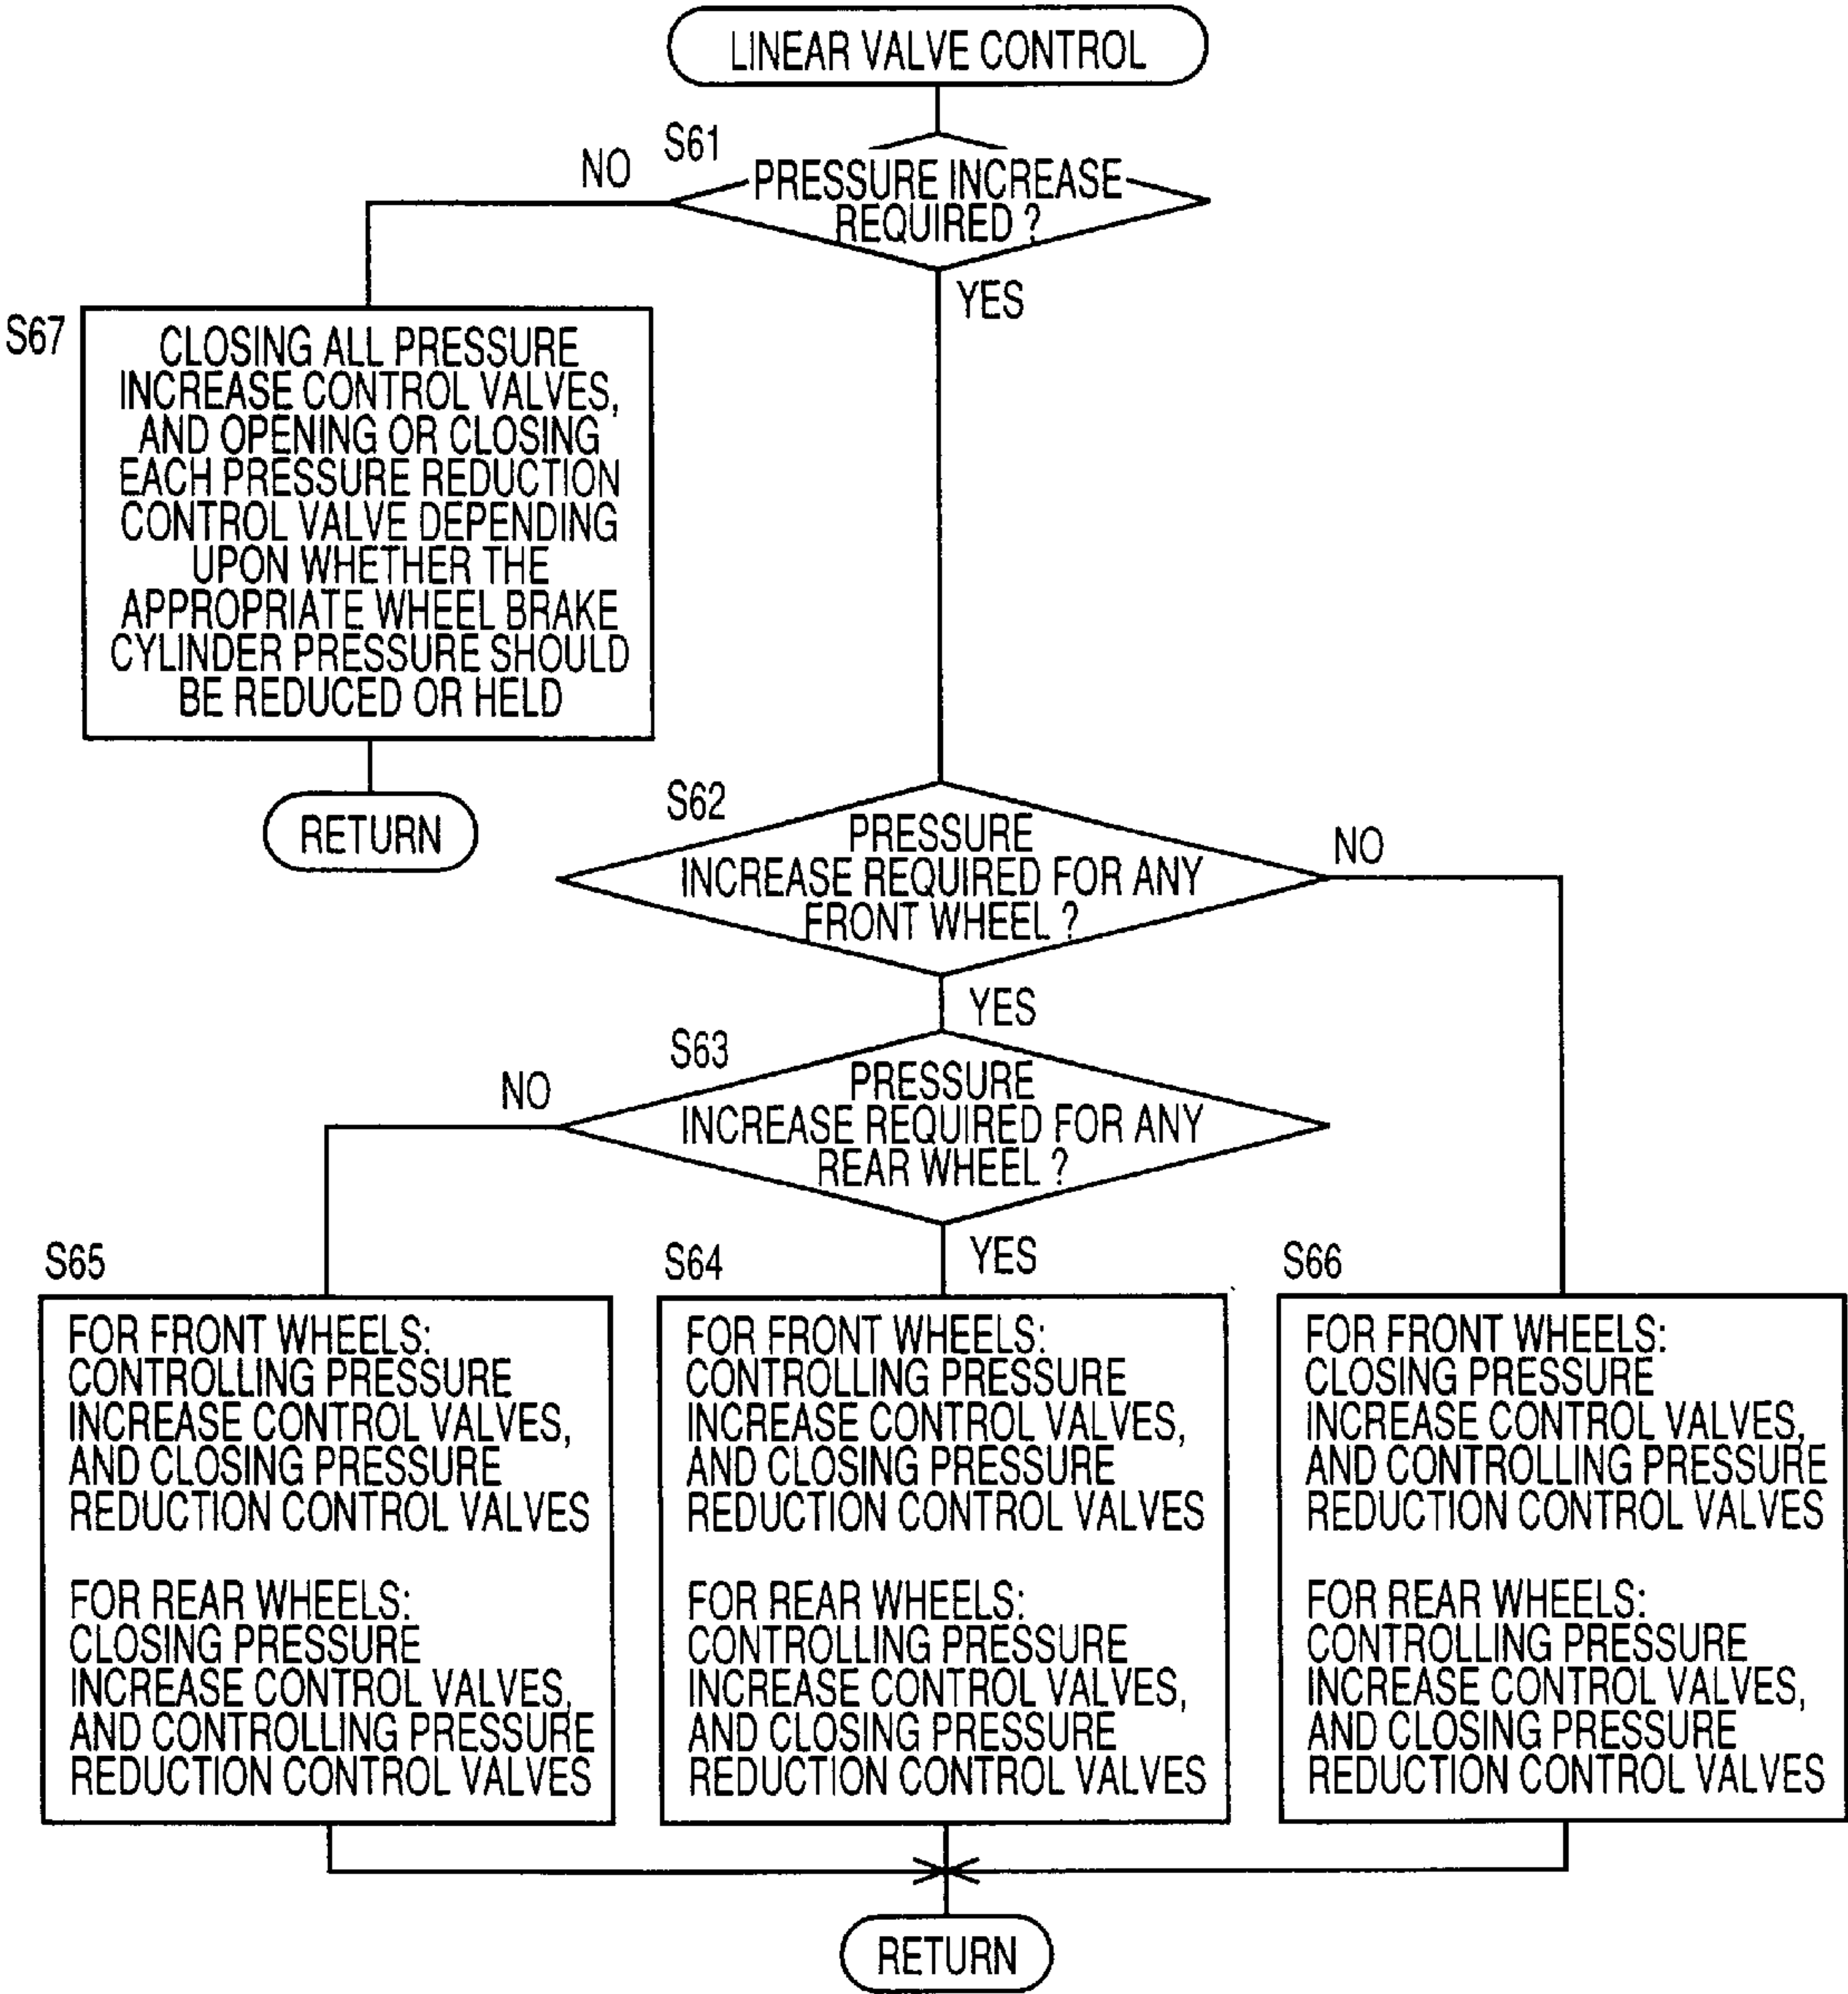 LINEAR VALVE CONTROL
S61
NO
PRESSURE INCREASE
REQUIRED ?
YES
S67
CLOSING ALL PRESSURE
INCREASE CONTROL VALVES,
AND OPENING OR CLOSING
EACH PRESSURE REDUCTION
CONTROL VALVE DEPENDING
UPON WHETHER THE
APPROPRIATE WHEEL BRAKE
CYLINDER PRESSURE SHOULD
BE REDUCED OR HELD
RETURN
S62
PRESSURE
INCREASE REQUIRED FOR ANY
FRONT WHEEL ?
NO
YES
S63
NO
PRESSURE
INCREASE REQUIRED FOR ANY
REAR WHEEL ?
YES
S65
FOR FRONT WHEELS:
CONTROLLING PRESSURE
INCREASE CONTROL VALVES,
AND CLOSING PRESSURE
REDUCTION CONTROL VALVES
FOR REAR WHEELS:
CLOSING PRESSURE
INCREASE CONTROL VALVES,
AND CONTROLLING PRESSURE
REDUCTION CONTROL VALVES
S64
FOR FRONT WHEELS:
CONTROLLING PRESSURE
INCREASE CONTROL VALVES,
AND CLOSING PRESSURE
REDUCTION CONTROL VALVES
FOR REAR WHEELS:
CONTROLLING PRESSURE
INCREASE CONTROL VALVES,
AND CLOSING PRESSURE
REDUCTION CONTROL VALVES
S66
FOR FRONT WHEELS:
CLOSING PRESSURE
INCREASE CONTROL VALVES,
AND CONTROLLING PRESSURE
REDUCTION CONTROL VALVES
FOR REAR WHEELS:
CONTROLLING PRESSURE
INCREASE CONTROL VALVES,
AND CLOSING PRESSURE
REDUCTION CONTROL VALVES
RETURN